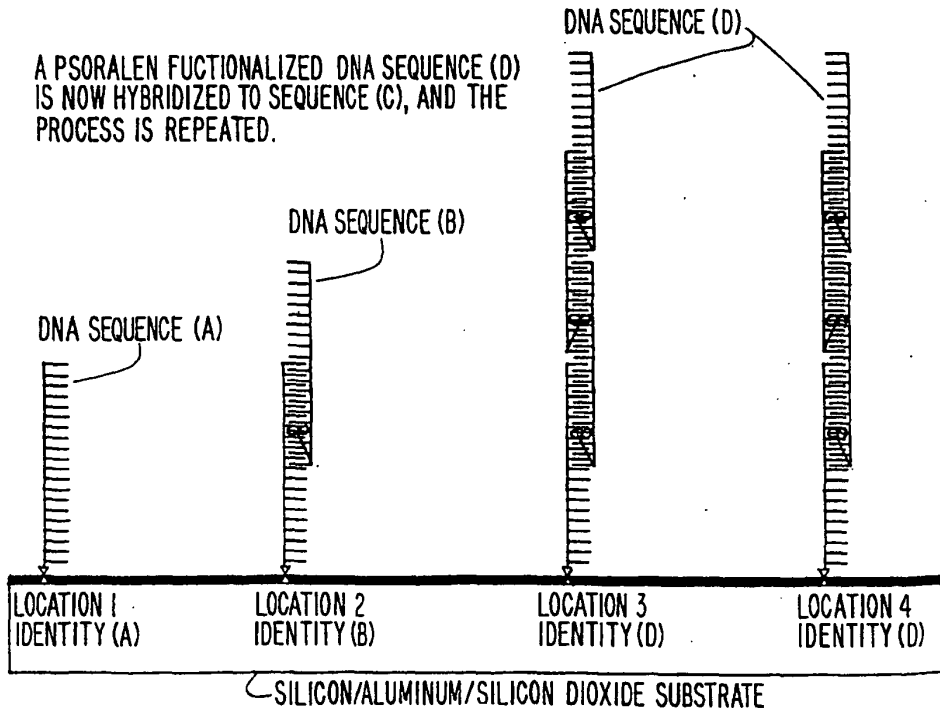 DNA SEQUENCE (D)
A PSORALEN FUCTIONALIZED DNA SEQUENCE (D)
IS NOW HYBRIDIZED TO SEQUENCE (C), AND THE
PROCESS IS REPEATED.
DNA SEQUENCE (B)
DNA SEQUENCE (A)
LOCATION 1
IDENTITY (A)
LOCATION 2
IDENTITY (B)
LOCATION 3
IDENTITY (D)
LOCATION 4
IDENTITY (D)
SILICON/ALUMINUM/SILICON DIOXIDE SUBSTRATE